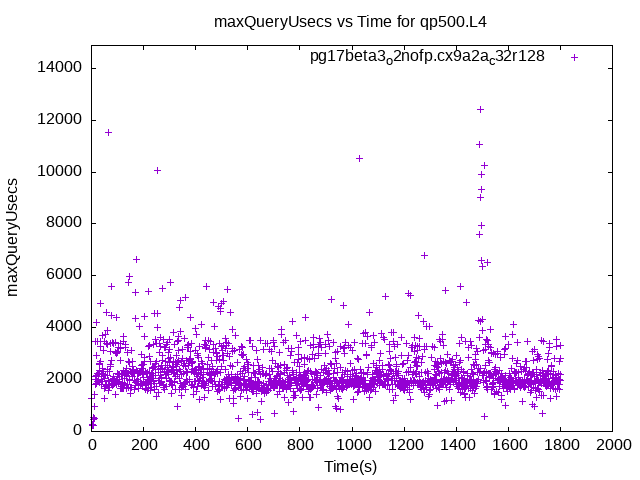 maxQueryUsecs vs Time for qp500.L4
pg17beta3_o2nofp.cx9a2a_c32r128
14000
12000
10000
8000
6000
4000
2000
0
maxQueryUsecs
0 200 400 600 800 1000 1200 1400 1600 1800 2000
Time(s)